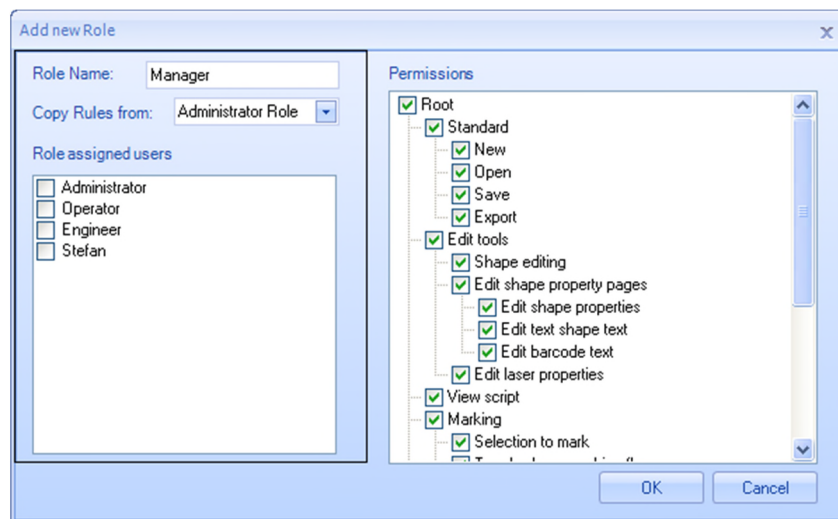 Add new Role
Role Name: Manager
Copy Rules from: Administrator Role
Role assigned users
Administrator
Operator
Engineer
Stefan
Permissions
Root
Standard
New
Open
Save
Export
Edit tools
Shape editing
Edit shape property pages
Edit shape properties
Edit text shape text
Edit barcode text
Edit laser properties
View script
Marking
Selection to mark
OK Cancel